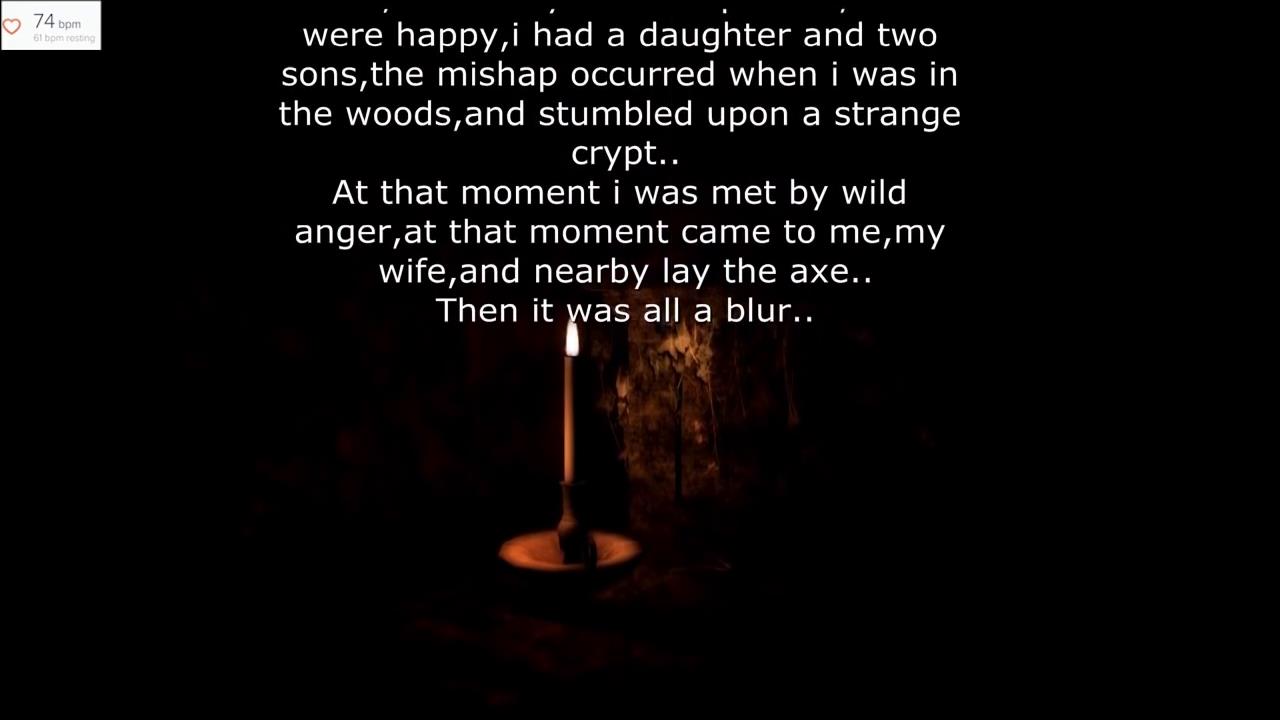 74 bpm
61 bpm resting
were happy,i had a daughter and two
sons,the mishap occurred when i was in
the woods,and stumbled upon a strange
crypt..
At that moment i was met by wild
anger,at that moment came to me,my
wife,and nearby lay the axe..
Then it was all a blur..